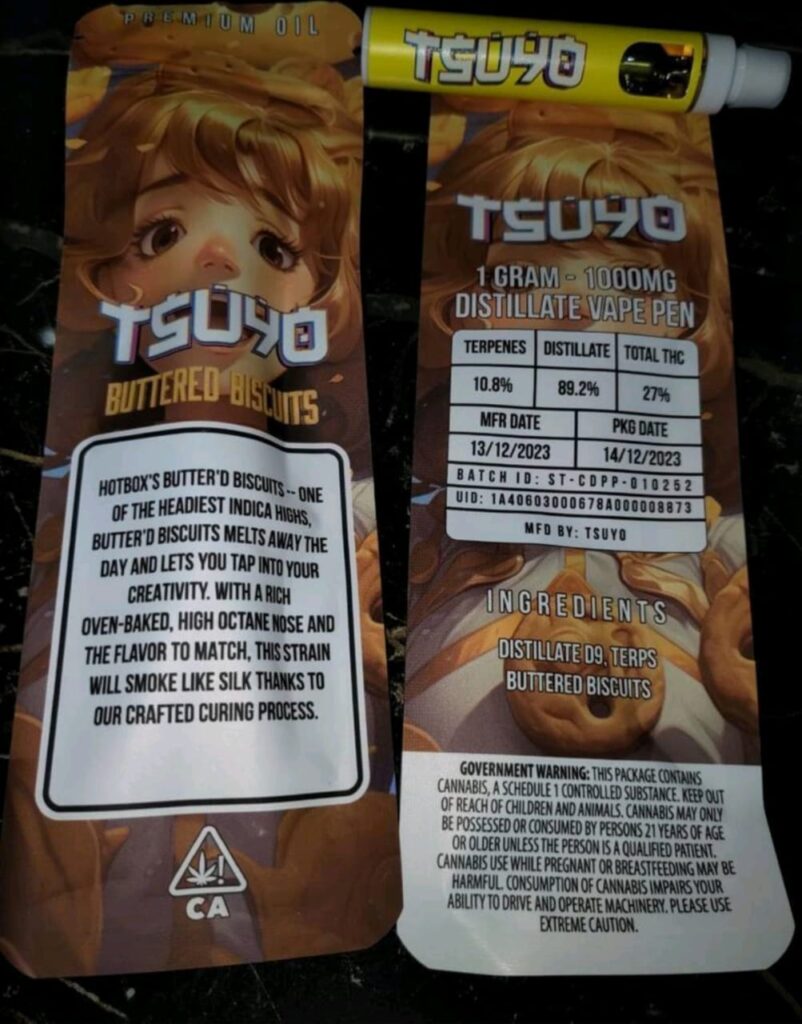 PREMIUM OIL
TSUYO
BUTTERED BISCUITS
HOTBOX'S BUTTER'D BISCUITS -- ONE
OF THE HEADIEST INDICA HIGHS,
BUTTER'D BISCUITS MELTS AWAY THE
DAY AND LETS YOU TAP INTO YOUR
CREATIVITY. WITH A RICH
OVEN-BAKED, HIGH OCTANE NOSE AND
THE FLAVOR TO MATCH, THIS STRAIN
WILL SMOKE LIKE SILK THANKS TO
OUR CRAFTED CURING PROCESS.
!
CA
TSUYO
TSUYO
1 GRAM - 1000MG
DISTILLATE VAPE PEN
TERPENES DISTILLATE TOTAL THC
10.8% 89.2% 27%
MFR DATE PKG DATE
13/12/2023 14/12/2023
BATCH ID: ST-CDPP-010252
UID: 1A40603000678A000008873
MFD BY: TSUYO
INGREDIENTS
DISTILLATE D9, TERPS
BUTTERED BISCUITS
GOVERNMENT WARNING: THIS PACKAGE CONTAINS
CANNABIS, A SCHEDULE 1 CONTROLLED SUBSTANCE. KEEP OUT
OF REACH OF CHILDREN AND ANIMALS. CANNABIS MAY ONLY
BE POSSESSED OR CONSUMED BY PERSONS 21 YEARS OF AGE
OR OLDER UNLESS THE PERSON IS A QUALIFIED PATIENT.
CANNABIS USE WHILE PREGNANT OR BREASTFEEDING MAY BE
HARMFUL. CONSUMPTION OF CANNABIS IMPAIRS YOUR
ABILITY TO DRIVE AND OPERATE MACHINERY. PLEASE USE
EXTREME CAUTION.